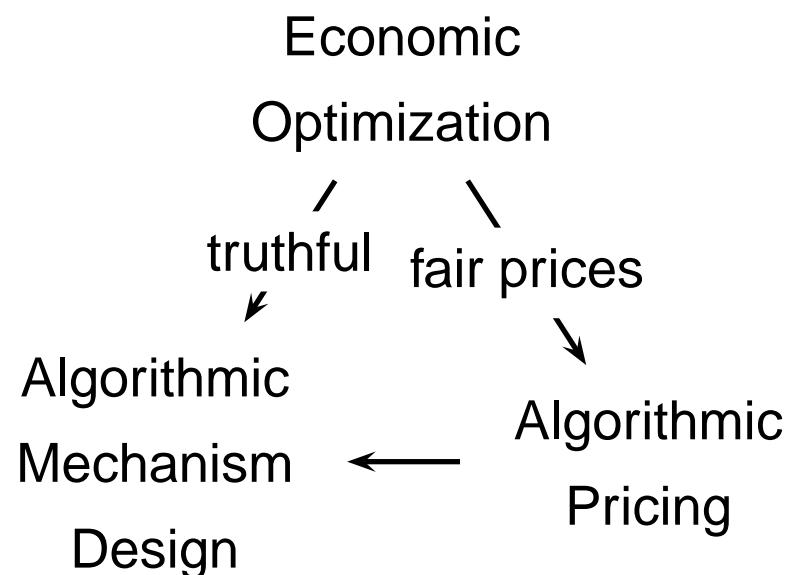 Economic
Optimization
truthful
fair prices
Algorithmic
Mechanism
Design
Algorithmic
Pricing